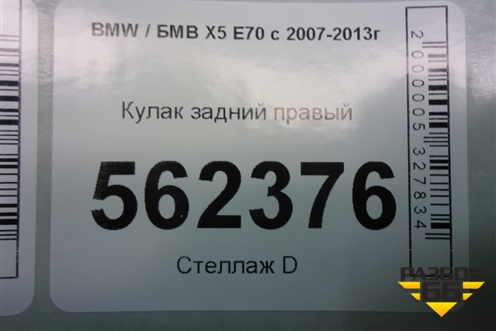 BMW / БМВ X5 E70 с 2007-2013г
Кулак задний правый
562376
Стеллаж D
2000005327834
РАЗБОР
66